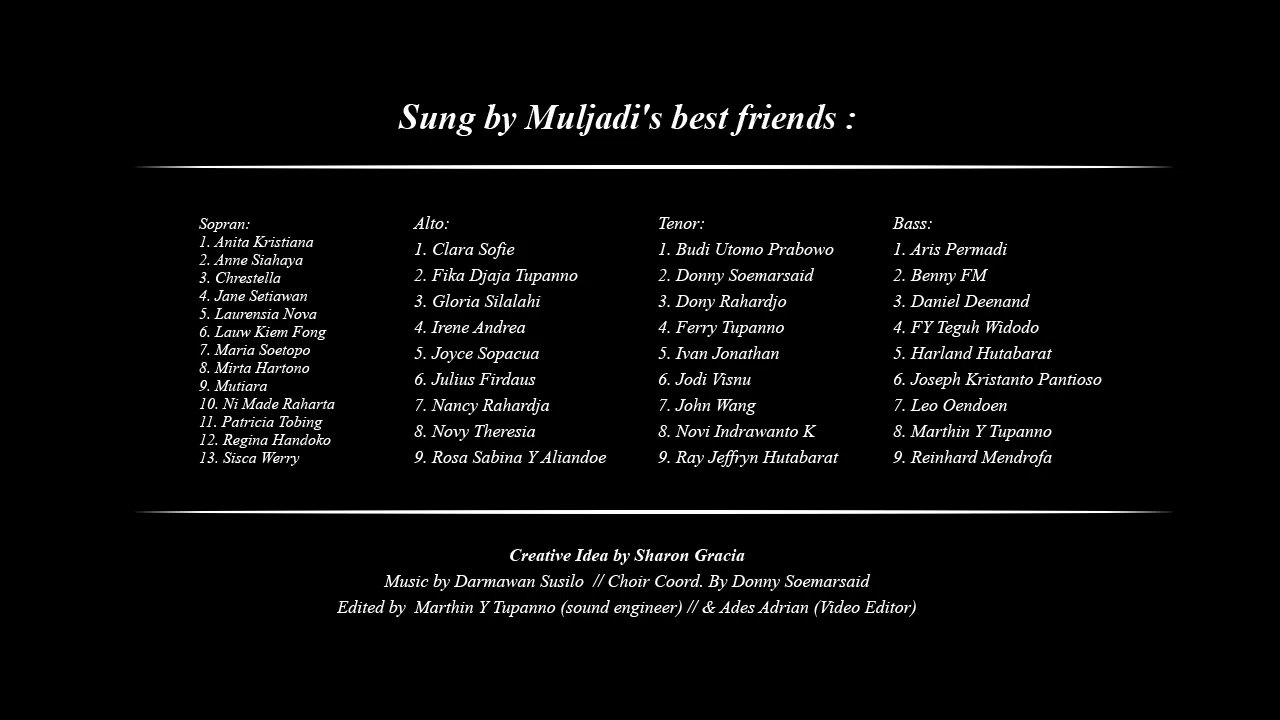 Sung by Muljadi's best friends :
Sopran:
1. Anita Kristiana
2. Anne Siahaya
3. Chrestella
4. Jane Setiawan
5. Laurensia Nova
6. Lauw Kiem Fong
7. Maria Soetopo
8. Mirta Hartono
9. Mutiara
10. Ni Made Raharta
11. Patricia Tobing
12. Regina Handoko
13. Sisca Werry
Alto:
1. Clara Sofie
2. Fika Djaja Tupanno
3. Gloria Silalahi
4. Irene Andrea
5. Joyce Sopacua
6. Julius Firdaus
7. Nancy Rahardja
8. Novy Theresia
9. Rosa Sabina Y Aliandoe
Tenor:
1. Budi Utomo Prabowo
2. Donny Soemarsaid
3. Dony Rahardjo
4. Ferry Tupanno
5. Ivan Jonathan
6. Jodi Visnu
7. John Wang
8. Novi Indrawanto K
9. Ray Jeffryn Hutabarat
Bass:
1. Aris Permadi
2. Benny FM
3. Daniel Deenand
4. FY Teguh Widodo
5. Harland Hutabarat
6. Joseph Kristanto Pantioso
7. Leo Oendoen
8. Marthin Y Tupanno
9. Reinhard Mendrofa
Creative Idea by Sharon Gracia
Music by Darmawan Susilo // Choir Coord. By Donny Soemarsaid
Edited by Marthin Y Tupanno (sound engineer) // & Ades Adrian (Video Editor)